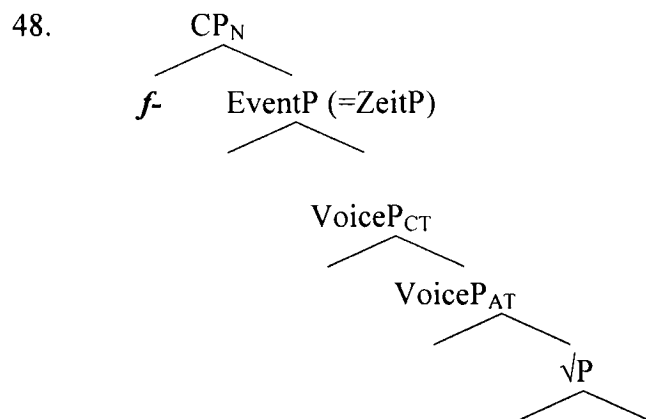 48.
CP_N
f- EventP (=ZeitP)
VoiceP_CT
VoiceP_AT
√P